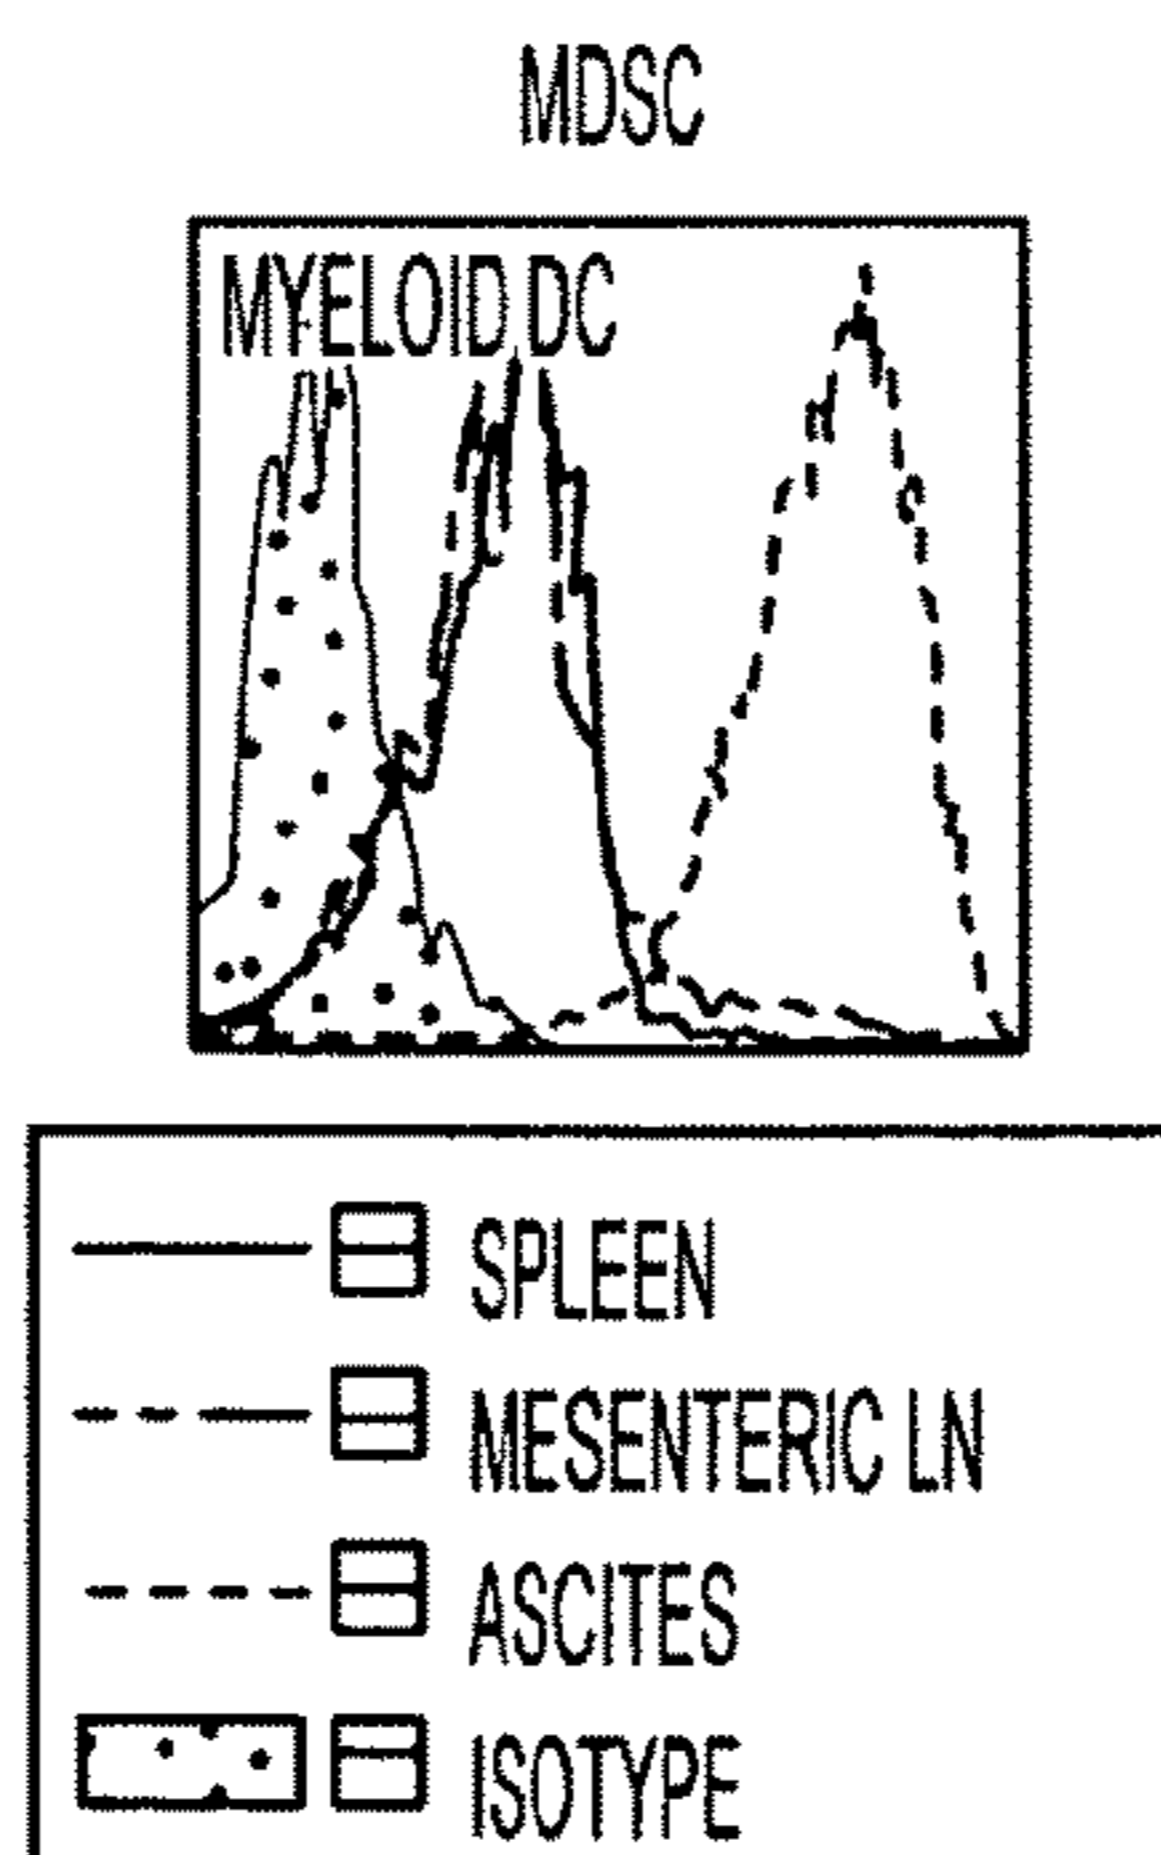 MDSC
MYELOID DC
SPLEEN
MESENTERIC LN
ASCITES
ISOTYPE